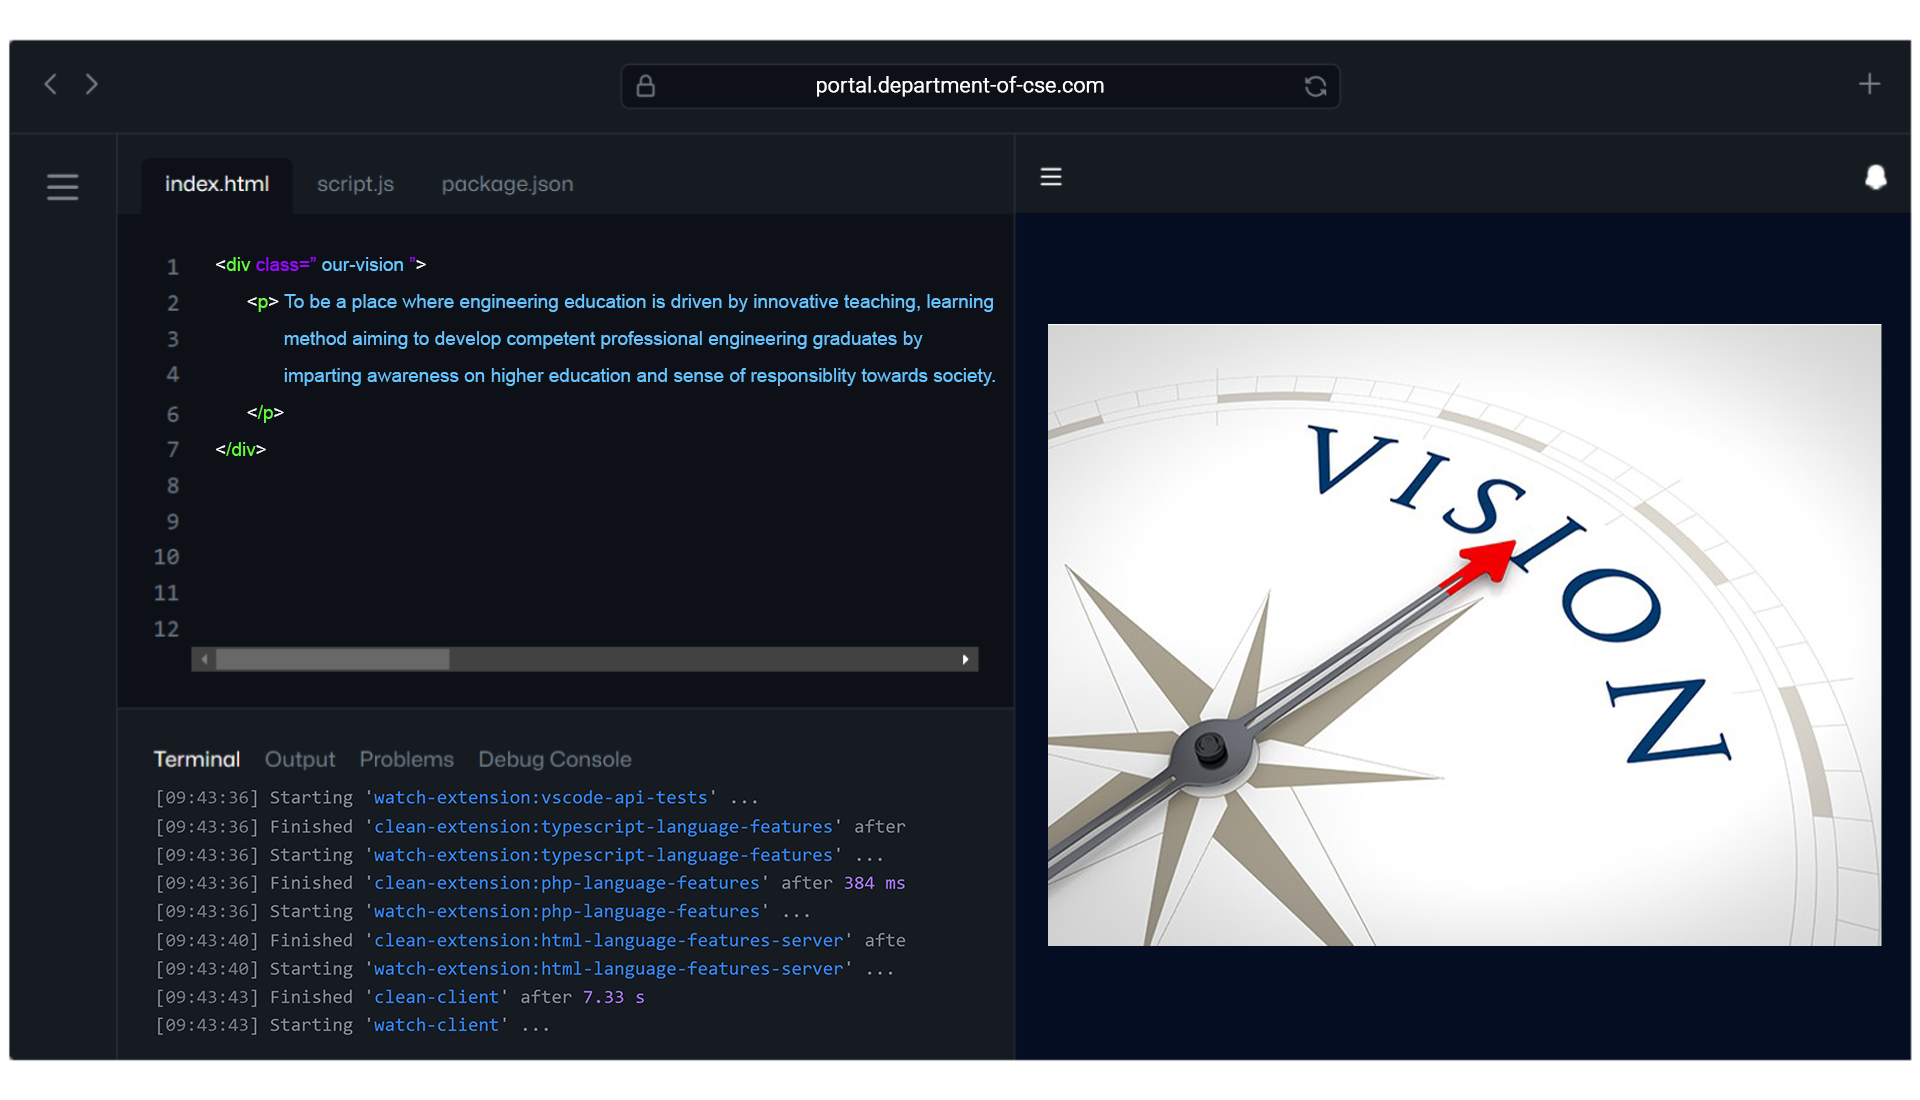 portal.department-of-cse.com
index.html script.js package.json
1 <div class=” our-vision ”>
2 <p> To be a place where engineering education is driven by innovative teaching, learning
3 method aiming to develop competent professional engineering graduates by
4 imparting awareness on higher education and sense of responsiblity towards society.
6 </p>
7 </div>
8
9
10
11
12
Terminal Output Problems Debug Console
[09:43:36] Starting 'watch-extension:vscode-api-tests' ...
[09:43:36] Finished 'clean-extension:typescript-language-features' after
[09:43:36] Starting 'watch-extension:typescript-language-features' ...
[09:43:36] Finished 'clean-extension:php-language-features' after 384 ms
[09:43:36] Starting 'watch-extension:php-language-features' ...
[09:43:40] Finished 'clean-extension:html-language-features-server' afte
[09:43:40] Starting 'watch-extension:html-language-features-server' ...
[09:43:43] Finished 'clean-client' after 7.33 s
[09:43:43] Starting 'watch-client' ...
VISION